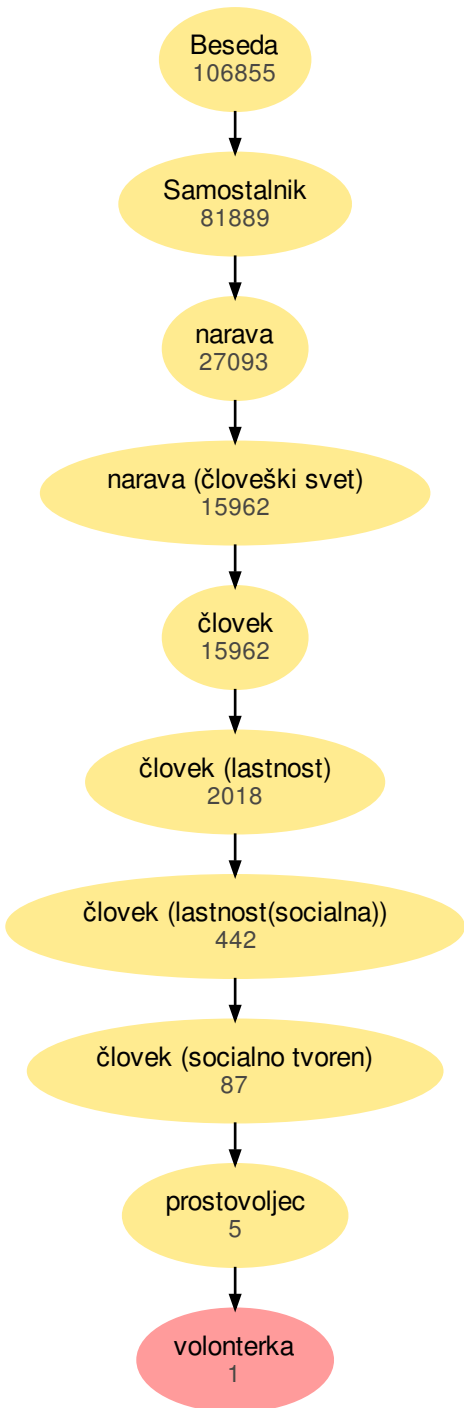 Beseda
106855
Samostalnik
81889
narava
27093
narava (človeški svet)
15962
človek
15962
človek (lastnost)
2018
človek (lastnost(socialna))
442
človek (socialno tvoren)
87
prostovoljec
5
volonterka
1